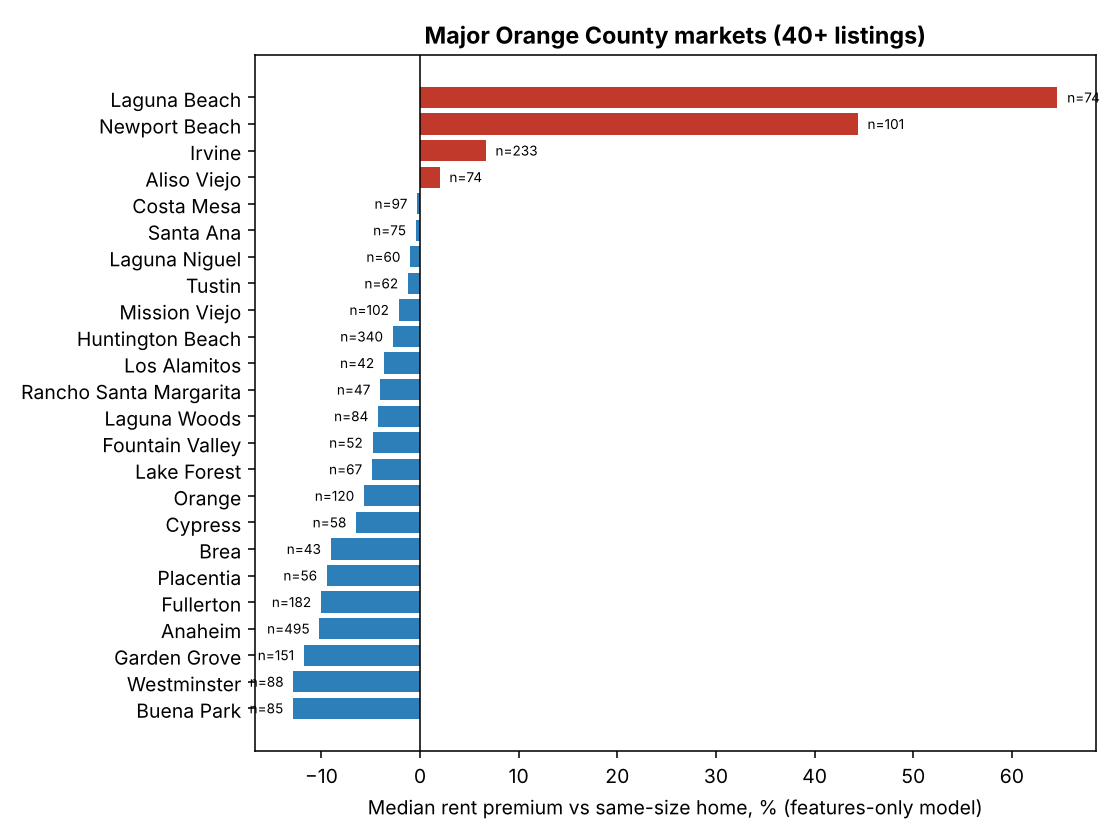 Major Orange County markets (40+ listings)
Laguna Beach n=74
Newport Beach n=101
Irvine n=233
Aliso Viejo n=74
Costa Mesa n=97
Santa Ana n=75
Laguna Niguel n=60
Tustin n=62
Mission Viejo n=102
Huntington Beach n=340
Los Alamitos n=42
Rancho Santa Margarita n=47
Laguna Woods n=84
Fountain Valley n=52
Lake Forest n=67
Orange n=120
Cypress n=58
Brea n=43
Placentia n=56
Fullerton n=182
Anaheim n=495
Garden Grove n=151
Westminster n=88
Buena Park n=85
−10 0 10 20 30 40 50 60
Median rent premium vs same-size home, % (features-only model)